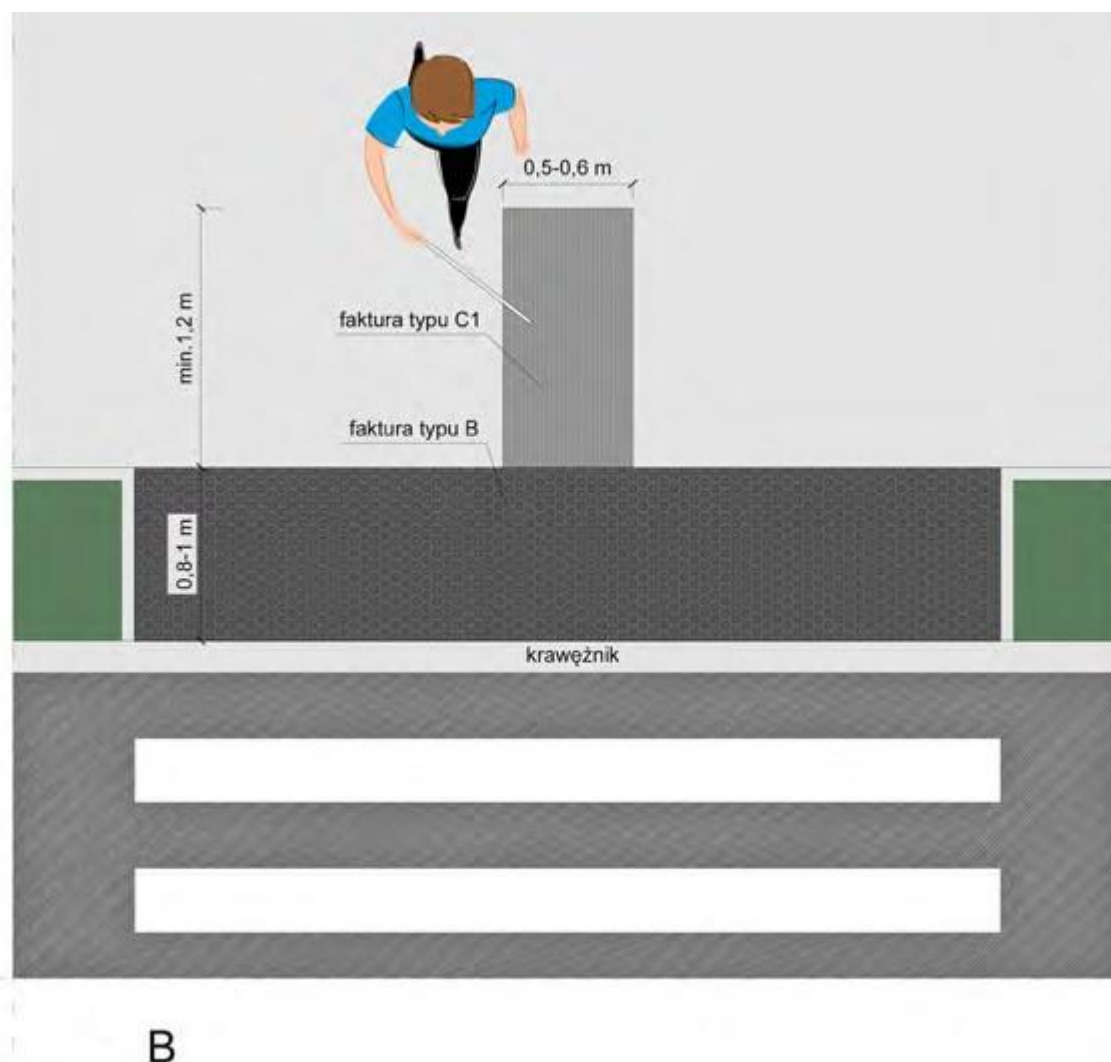 0,5-0,6 m
min.1,2 m
faktura typu C1
faktura typu B
0,8-1 m
krawężnik
B